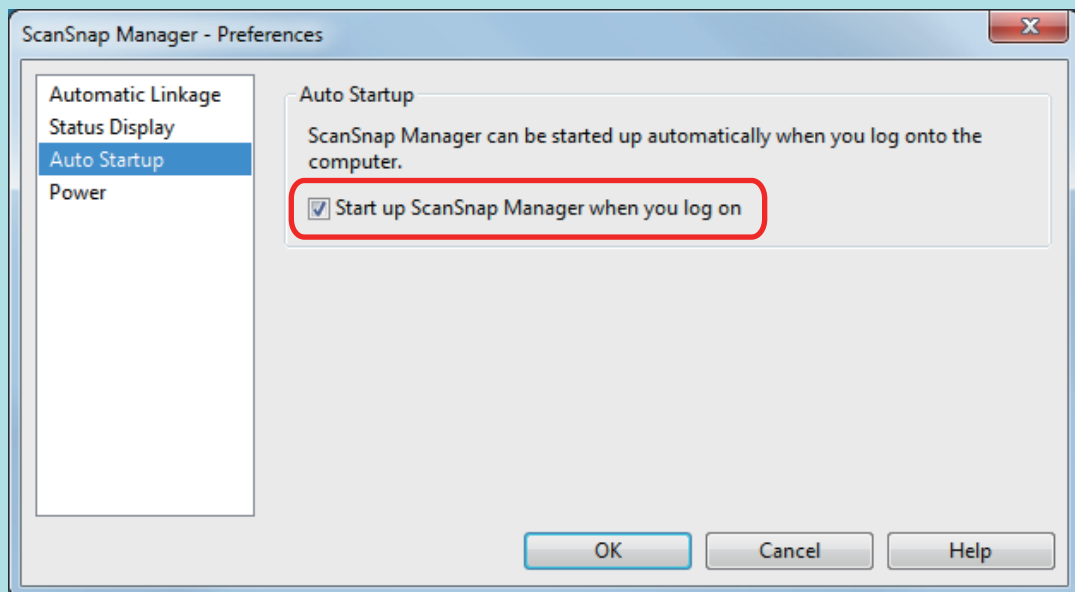 ScanSnap Manager - Preferences
Automatic Linkage
Status Display
Auto Startup
Power
Auto Startup
ScanSnap Manager can be started up automatically when you log onto the
computer.
Start up ScanSnap Manager when you log on
OK
Cancel
Help